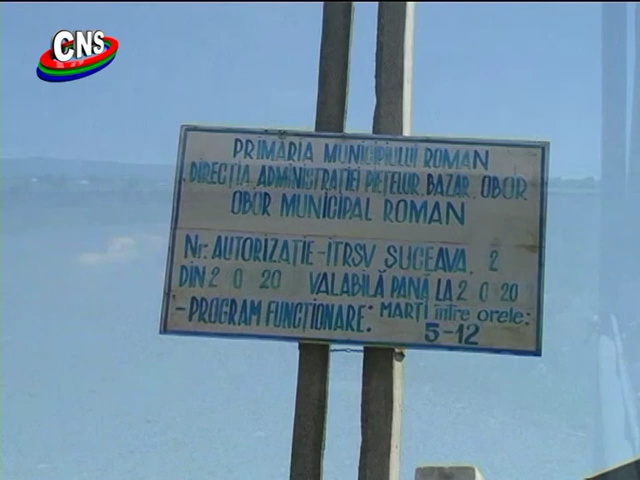 CNS
PRIMĂRIA MUNICIPIULUI ROMAN
DIRECȚIA ADMINISTRAȚIEI PIEȚELUR, BAZAR, OBOR
OBOR MUNICIPAL ROMAN
Nr. AUTORIZAȚIE-ITRSV SUCEAVA, 2
DIN 2 0 20 VALABILĂ PANĂ LA 2 0 20
-PROGRAM FUNCȚIONARE: MARȚI între orele:
5-12